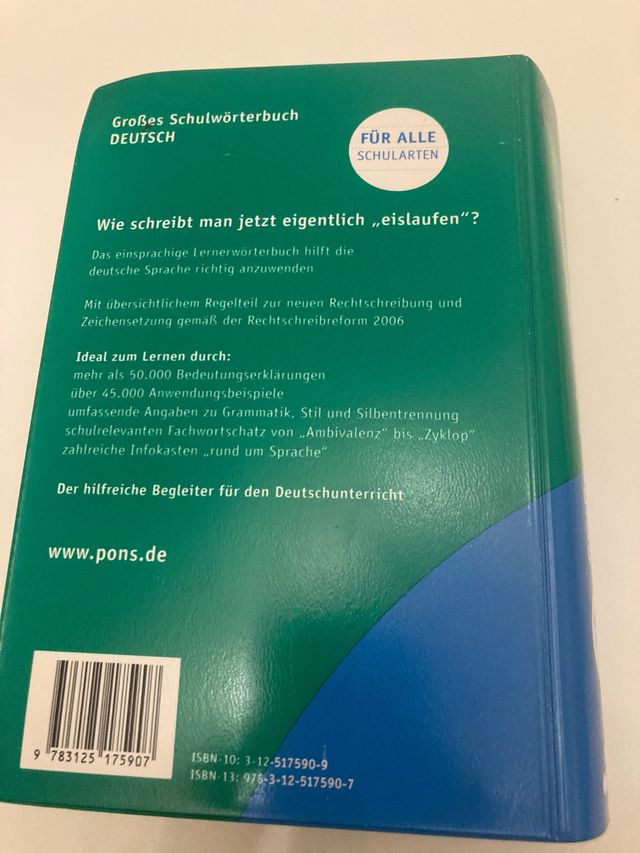 Großes Schulwörterbuch
DEUTSCH
FÜR ALLE
SCHULARTEN
Wie schreibt man jetzt eigentlich „eislaufen“?
Das einsprachige Lernerwörterbuch hilft die
deutsche Sprache richtig anzuwenden
Mit übersichtlichem Regelteil zur neuen Rechtschreibung und
Zeichensetzung gemäß der Rechtschreibreform 2006
Ideal zum Lernen durch:
mehr als 50.000 Bedeutungserklärungen
über 45.000 Anwendungsbeispiele
umfassende Angaben zu Grammatik, Stil und Silbentrennung
schulrelevanten Fachwortschatz von „Ambivalenz“ bis „Zyklop“
zahlreiche Infokästen „rund um Sprache“
Der hilfreiche Begleiter für den Deutschunterricht
www.pons.de
9 783125 175907
ISBN-10: 3-12-517590-9
ISBN-13: 978-3-12-517590-7